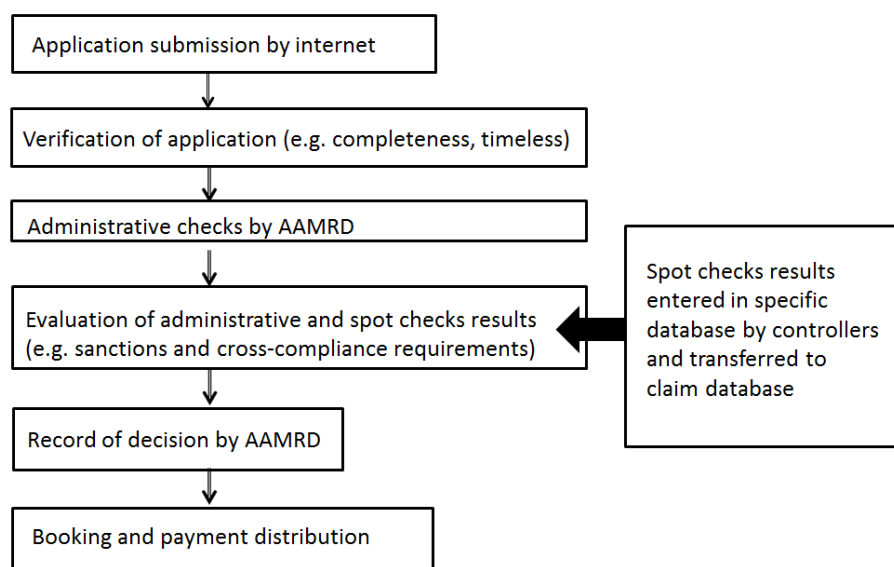 Application submission by internet
Verification of application (e.g. completeness, timeless)
Administrative checks by AAMRD
Evaluation of administrative and spot checks results
(e.g. sanctions and cross-compliance requirements)
Spot checks results
entered in specific
database by controllers
and transferred to
claim database
Record of decision by AAMRD
Booking and payment distribution